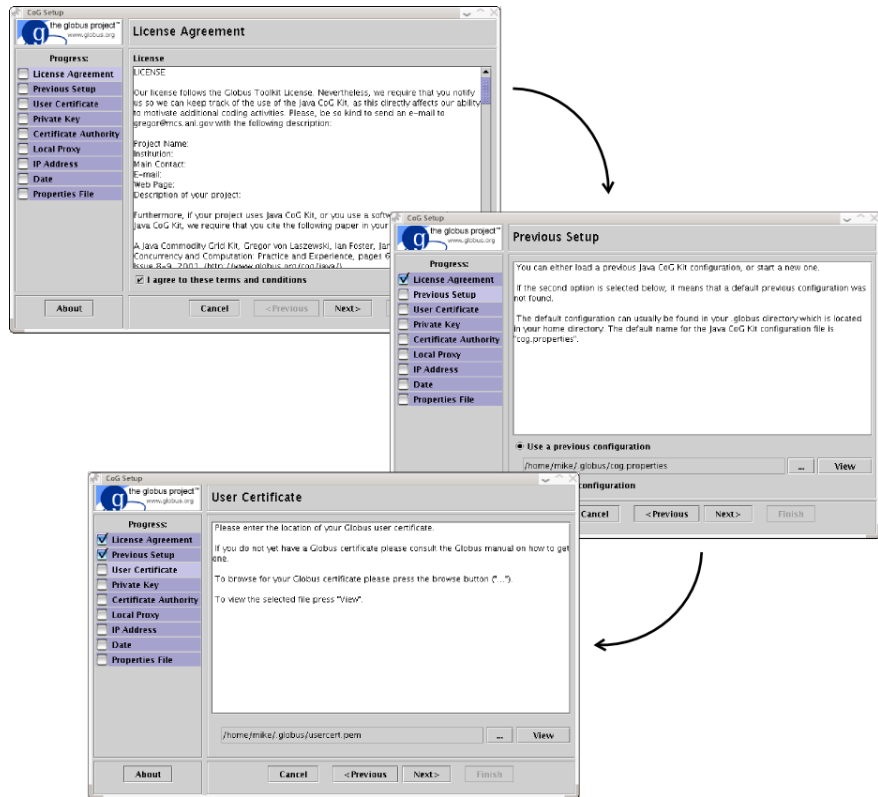 CoG Setup
the globus project™
www.globus.org
License Agreement
Progress:
License Agreement
Previous Setup
User Certificate
Private Key
Certificate Authority
Local Proxy
IP Address
Date
Properties File
License
LICENSE
Our license follows the Globus Toolkit License. Nevertheless, we require that you notify
us so we can keep track of the use of the Java CoG Kit, as this directly affects our ability
to motivate additional coding activities. Please, be so kind to send an e-mail to
gregor@mcs.anl.gov with the following description:
Project Name:
Institution:
Main Contact:
E-mail:
Web Page:
Description of your project:
Furthermore, if your project uses Java CoG Kit, or you use a softw
Java CoG Kit, we require that you cite the following paper in your
A Java Commodity Grid Kit, Gregor von Laszewski, Ian Foster, Jar
Concurrency and Computation: Practice and Experience, pages 6
Issue 8-9, 2001. (http://www.globus.org/cog/java/)
I agree to these terms and conditions
About
Cancel
<Previous
Next>
CoG Setup
the globus project™
www.globus.org
Previous Setup
Progress:
License Agreement
Previous Setup
User Certificate
Private Key
Certificate Authority
Local Proxy
IP Address
Date
Properties File
You can either load a previous Java CoG Kit configuration, or start a new one.
If the second option is selected below, it means that a default previous configuration was
not found.
The default configuration can usually be found in your .globus directory which is located
in your home directory. The default name for the Java CoG Kit configuration file is
"cog.properties".
Use a previous configuration
/home/mike/.globus/cog.properties
...
View
configuration
Cancel
<Previous
Next>
Finish
CoG Setup
the globus project™
www.globus.org
User Certificate
Progress:
License Agreement
Previous Setup
User Certificate
Private Key
Certificate Authority
Local Proxy
IP Address
Date
Properties File
Please enter the location of your Globus user certificate.
If you do not yet have a Globus certificate please consult the Globus manual on how to get
one.
To browse for your Globus certificate please press the browse button ("...").
To view the selected file press "View".
/home/mike/.globus/usercert.pem
...
View
About
Cancel
<Previous
Next>
Finish